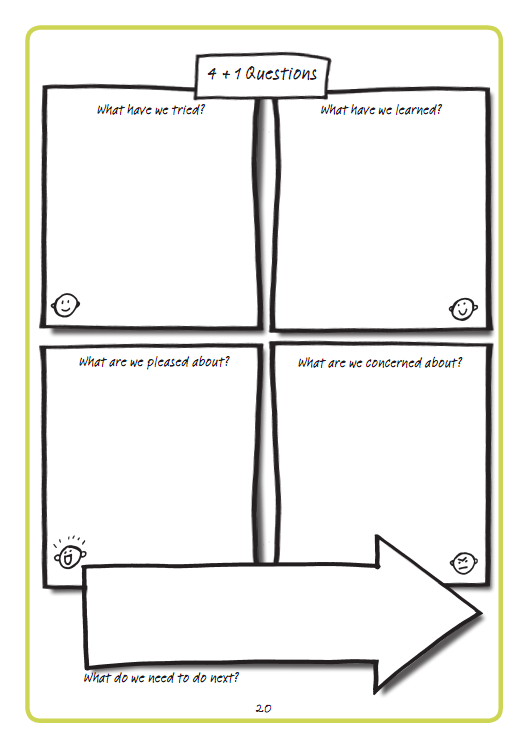 4 + 1 Questions
What have we tried?
What have we learned?
What are we pleased about?
What are we concerned about?
What do we need to do next?
20